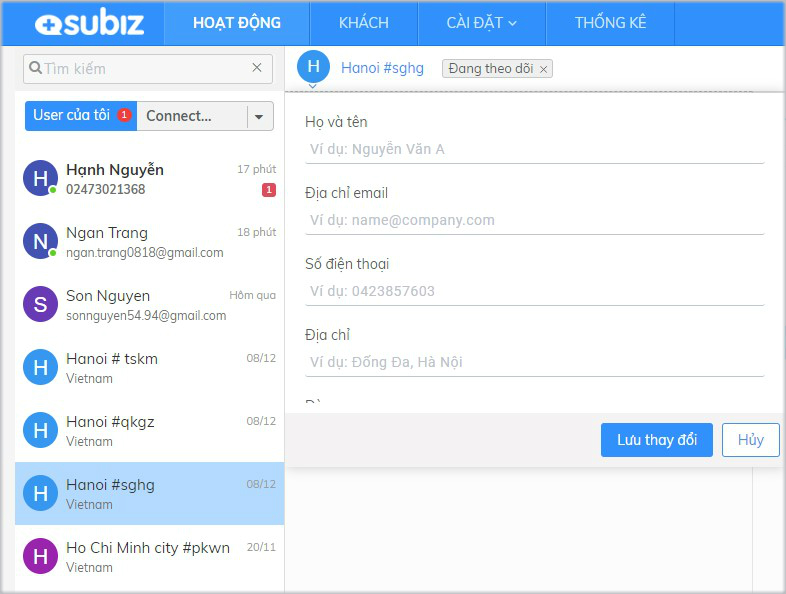 subiz
HOẠT ĐỘNG
KHÁCH
CÀI ĐẶT
THỐNG KÊ
Tìm kiếm
User của tôi 1
Connect...
H
Hạnh Nguyễn
17 phút
02473021368
1
N
Ngan Trang
18 phút
ngan.trang0818@gmail.com
S
Son Nguyen
Hôm qua
sonnguyen54.94@gmail.com
H
Hanoi # tskm
08/12
Vietnam
H
Hanoi #qkgz
08/12
Vietnam
H
Hanoi #sghg
08/12
Vietnam
H
Ho Chi Minh city #pkwn
20/11
Vietnam
H
Hanoi #sghg
Đang theo dõi ×
Họ và tên
Ví dụ: Nguyễn Văn A
Địa chỉ email
Ví dụ: name@company.com
Số điện thoại
Ví dụ: 0423857603
Địa chỉ
Ví dụ: Đống Đa, Hà Nội
Lưu thay đổi
Hủy